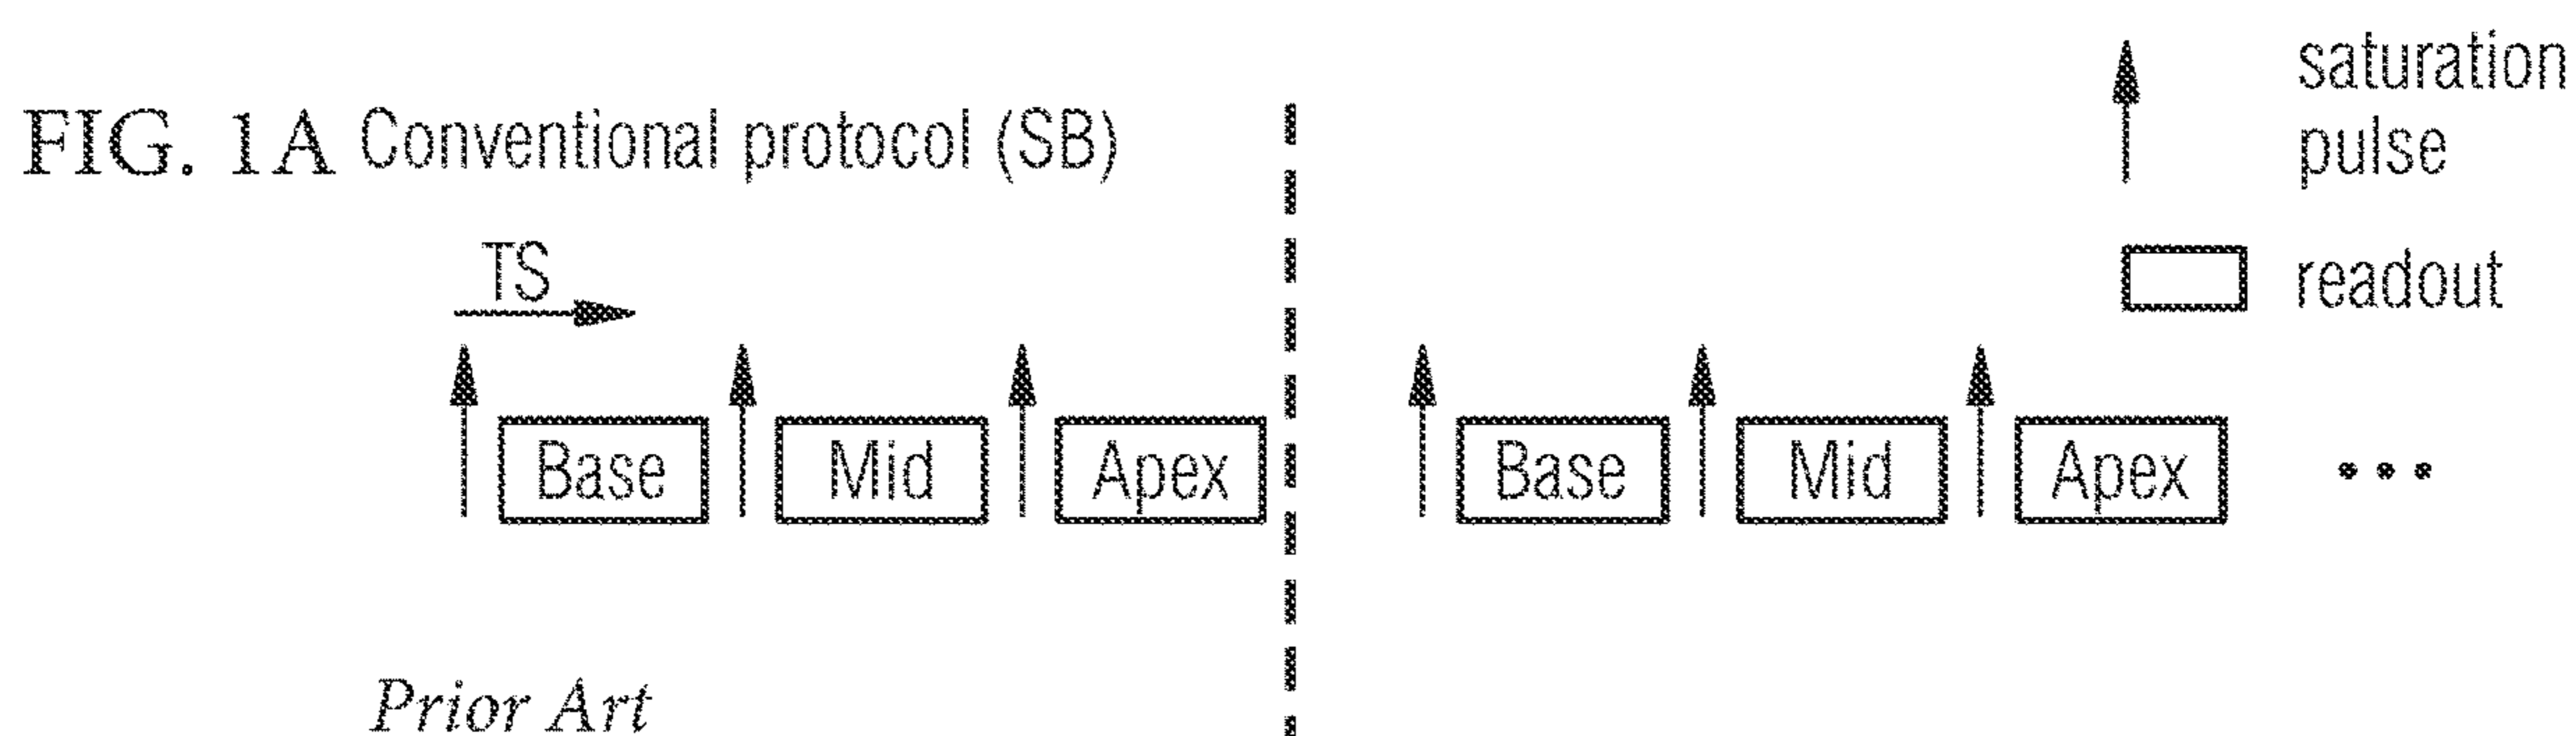 FIG. 1A Conventional protocol (SB)
saturation
pulse
readout
TS
Base Mid Apex Base Mid Apex ...
Prior Art